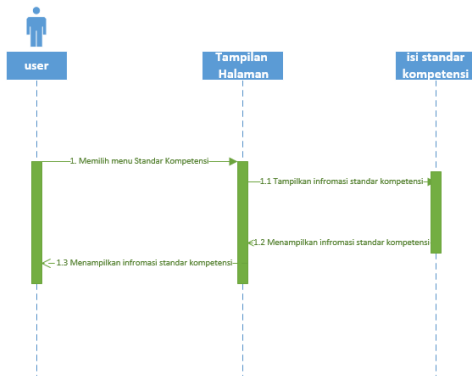 user
Tampilan
Halaman
isi standar
kompetensi
1. Memilih menu Standar Kompetensi
1.1 Tampilkan infromasi standar kompetensi
1.2 Menampilkan infromasi standar kompetensi
1.3 Menampilkan infromasi standar kompetensi